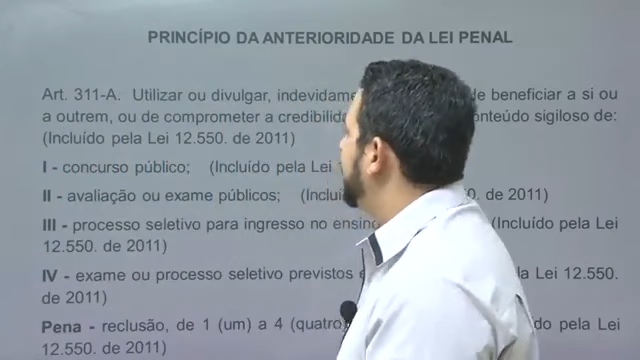 PRINCÍPIO DA ANTERIORIDADE DA LEI PENAL
Art. 311-A. Utilizar ou divulgar, indevidame de beneficiar a si ou
a outrem, ou de comprometer a credibilida onteúdo sigiloso de:
(Incluído pela Lei 12.550. de 2011)
I - concurso público; (Incluído pela Lei
II - avaliação ou exame públicos; (Inclu 50. de 2011)
III - processo seletivo para ingresso no ensin (Incluído pela Lei
12.550. de 2011)
IV - exame ou processo seletivo previstos la Lei 12.550.
de 2011)
Pena - reclusão, de 1 (um) a 4 (quatro) do pela Lei
12.550. de 2011)